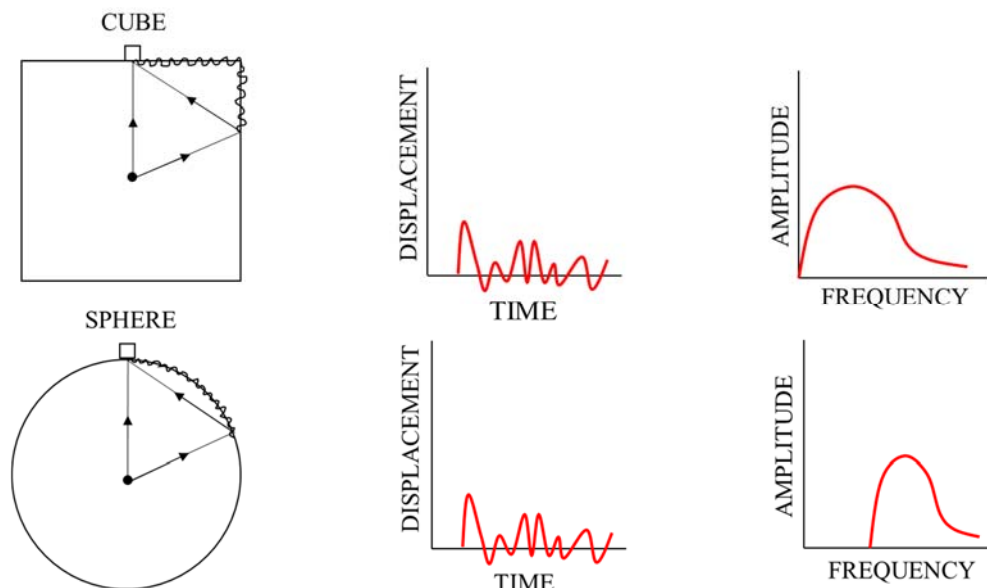 CUBE
DISPLACEMENT
TIME
AMPLITUDE
FREQUENCY
SPHERE
DISPLACEMENT
TIME
AMPLITUDE
FREQUENCY